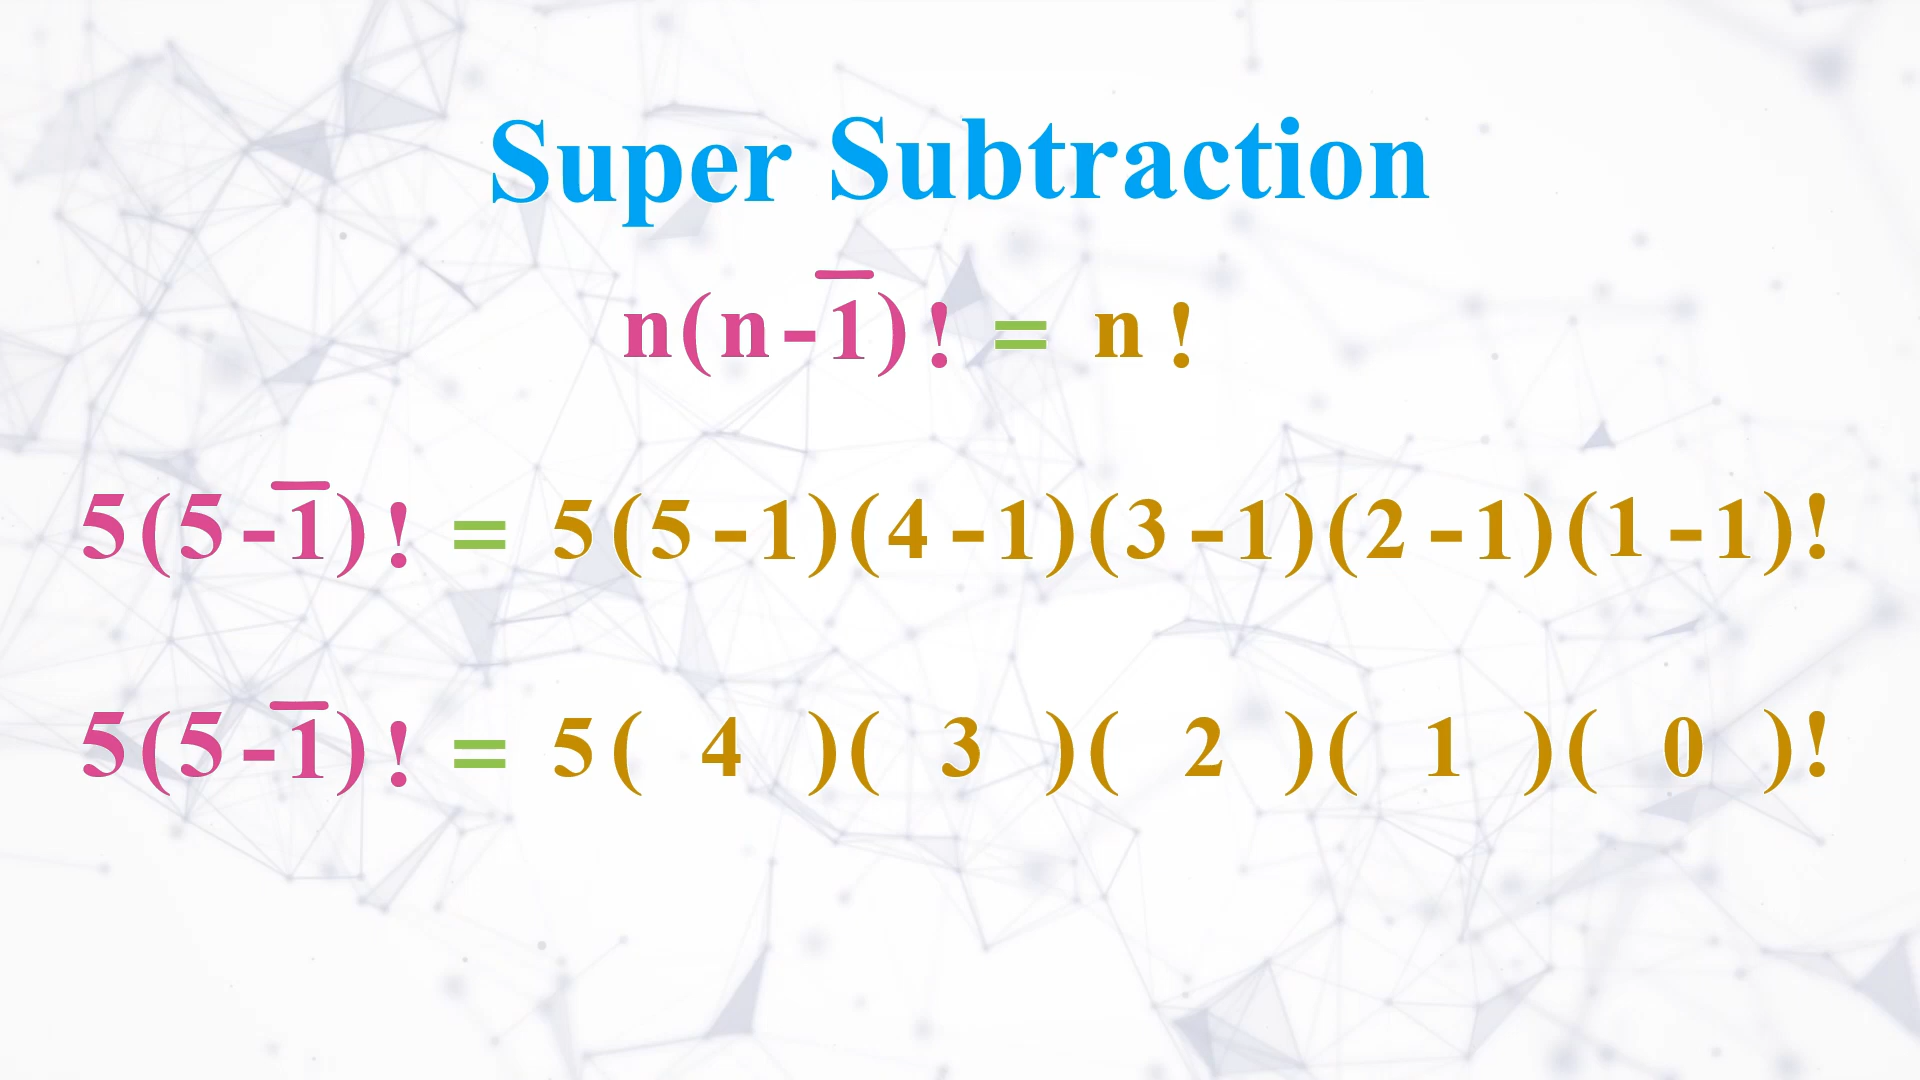 Super Subtraction
n(n-1̅)! = n!
5(5-1̅)! = 5(5-1)(4-1)(3-1)(2-1)(1-1)!
5(5-1̅)! = 5( 4 )( 3 )( 2 )( 1 )( 0 )!